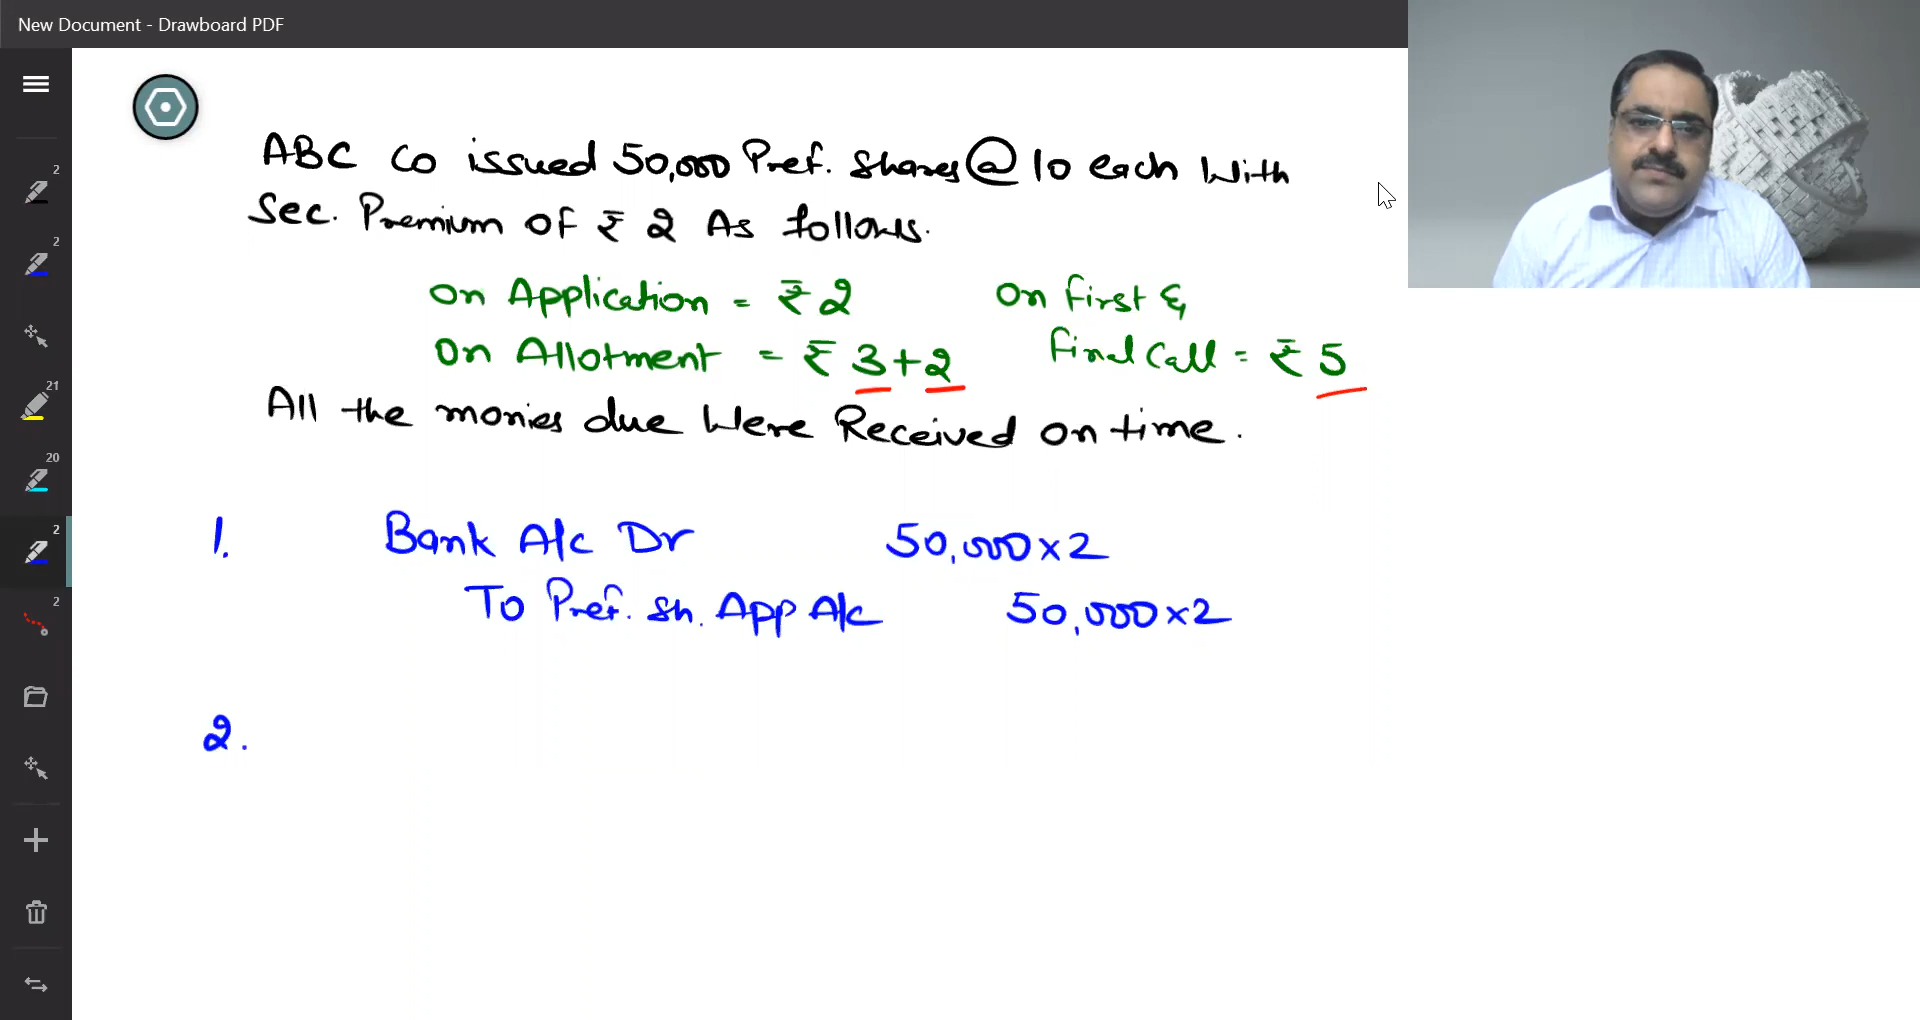 New Document - Drawboard PDF
ABC Co issued 50,000 Pref. Shares @ 10 each With
Sec. Premium of ₹ 2 As follows.
On Application = ₹ 2
On Allotment = ₹ 3+2
On first &
final Call = ₹ 5
All the monies due Were Received on time.
1. Bank A/c Dr 50,000×2
To Pref. Sh. App A/c 50,000×2
2.
2
2
21
20
2
2